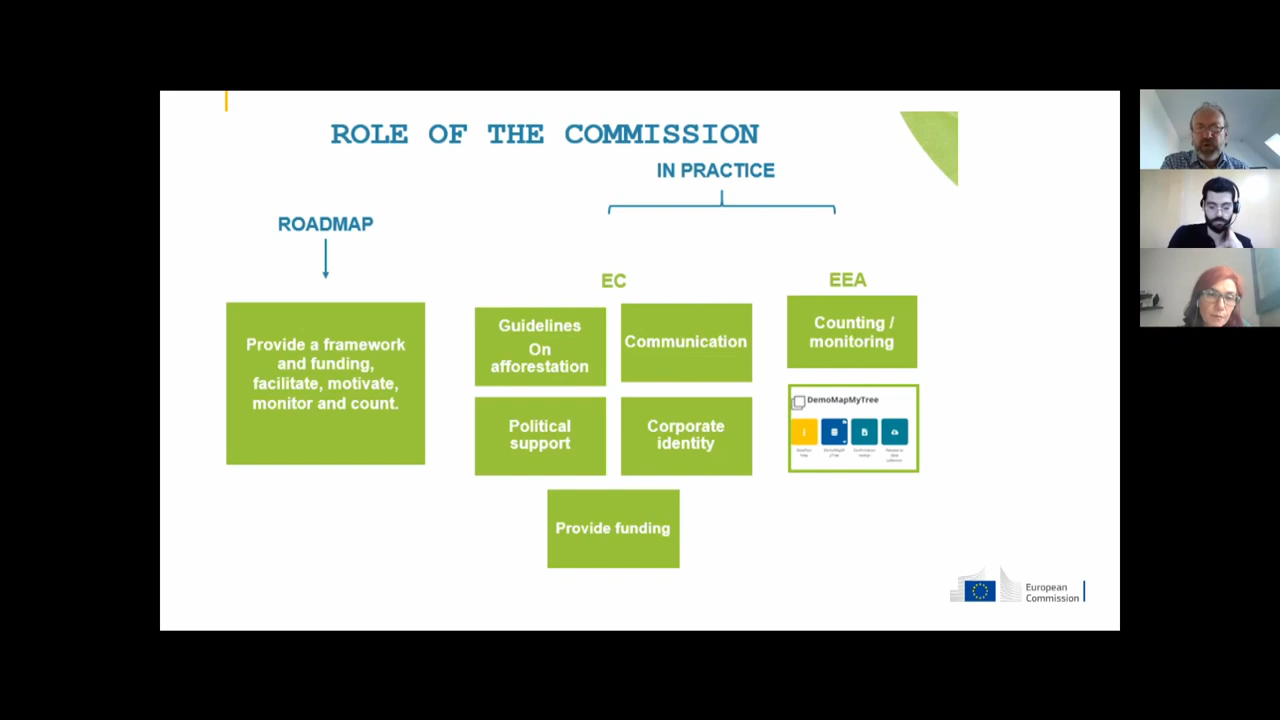 ROLE OF THE COMMISSION
IN PRACTICE
ROADMAP
EC
EEA
Provide a framework
and funding,
facilitate, motivate,
monitor and count.
Guidelines
On
afforestation
Communication
Counting /
monitoring
DemoMapMyTree
Political
support
Corporate
identity
Provide funding
European
Commission